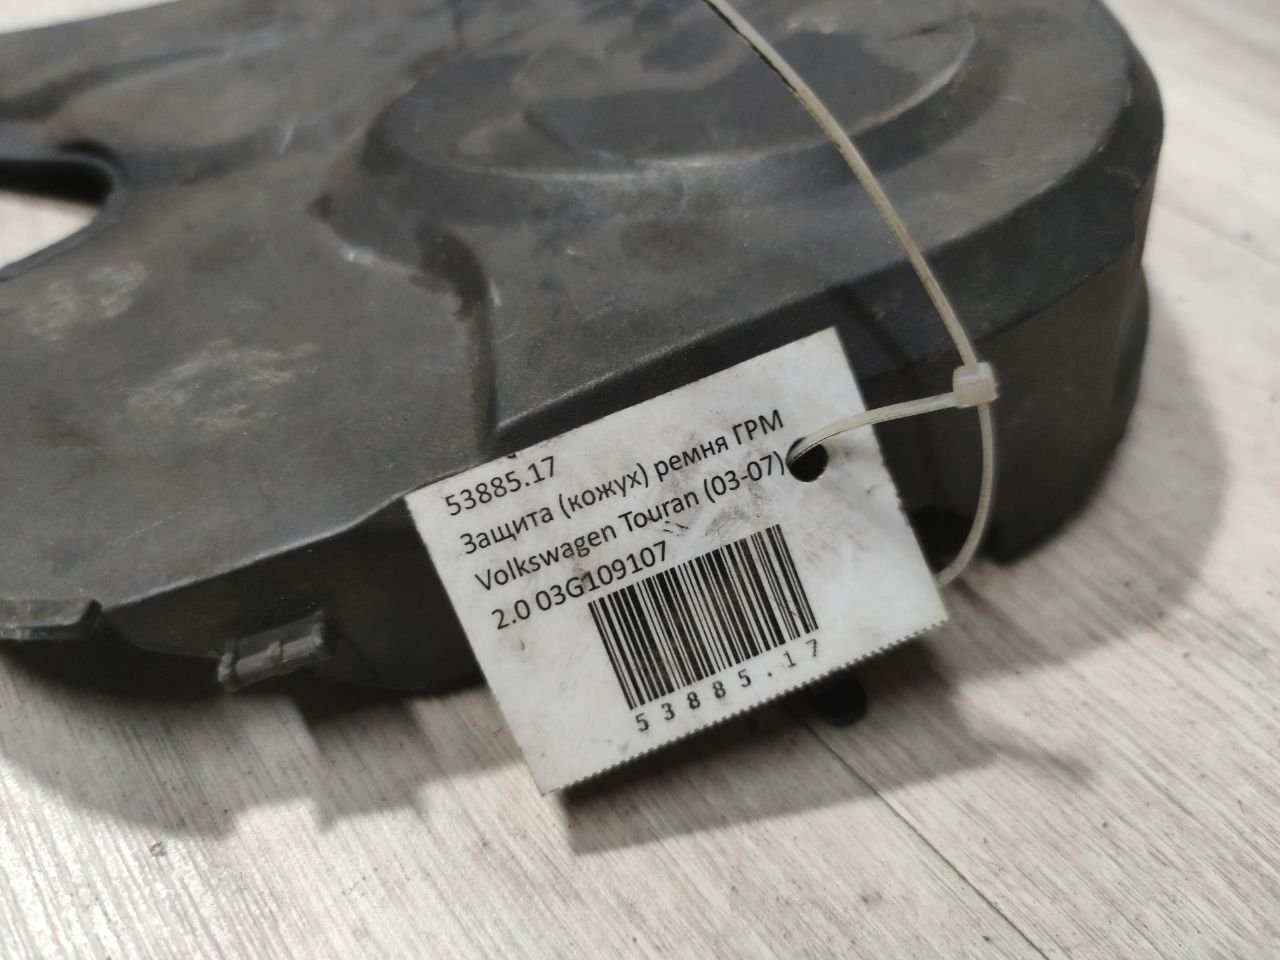 53885.17
Защита (кожух) ремня ГРМ
Volkswagen Touran (03-07)
2.0 03G109107
53885.17